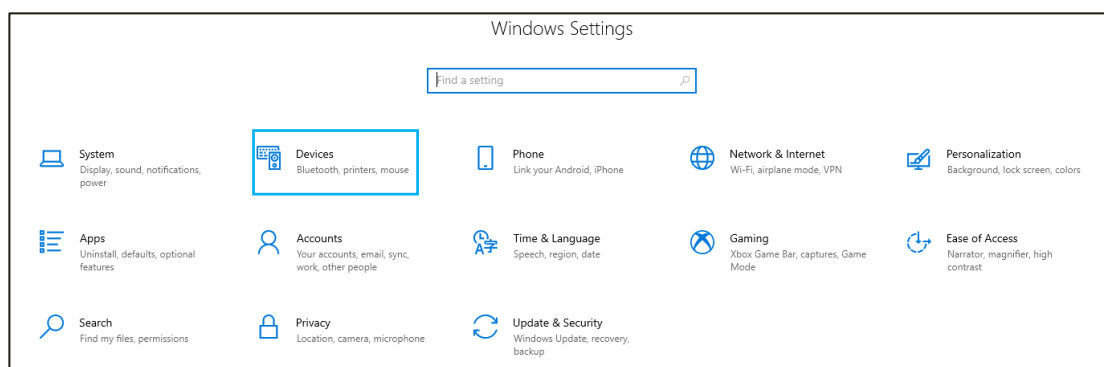 Windows Settings
Find a setting
System
Display, sound, notifications,
power
Devices
Bluetooth, printers, mouse
Phone
Link your Android, iPhone
Network & Internet
Wi-Fi, airplane mode, VPN
Personalization
Background, lock screen, colors
Apps
Uninstall, defaults, optional
features
Accounts
Your accounts, email, sync,
work, other people
Time & Language
Speech, region, date
Gaming
Xbox Game Bar, captures, Game
Mode
Ease of Access
Narrator, magnifier, high
contrast
Search
Find my files, permissions
Privacy
Location, camera, microphone
Update & Security
Windows Update, recovery,
backup